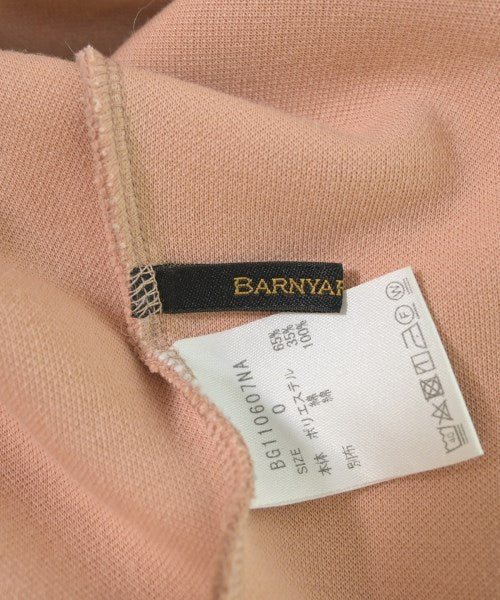 BARNYAR
BG110607NA
SIZE 0
本体 ポリエステル 65%
綿 35%
別布 綿 100%